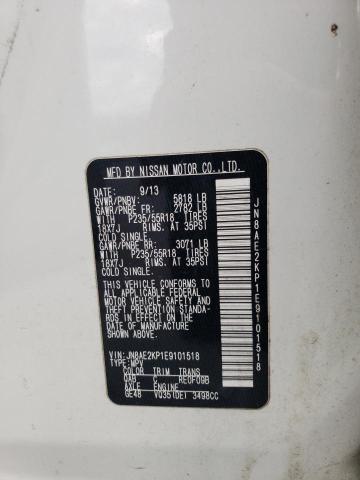 MFD BY NISSAN MOTOR CO.,LTD.
DATE: 9/13
GVWR/PNBV: 5818 LB
GAWR/PNBE FR: 2782 LB
WITH P235/55R18 TIRES
18X7J RIMS. AT 35PSI
COLD SINGLE.
GAWR/PNBE RR: 3071 LB
WITH P235/55R18 TIRES
18X7J RIMS. AT 35PSI
COLD SINGLE.
THIS VEHICLE CONFORMS TO
ALL APPLICABLE FEDERAL
MOTOR VEHICLE SAFETY
AND THEFT PREVENTION STANDA-
RDS IN EFFECT ON THE DATE
OF MANUFACTURE SHOWN
ABOVE.
VIN: JN8AE2KP1E9101518
TYPE: MPV
COLOR TRIM TRANS
QAB C RE0F09B
AXLE ENGINE
GE48 VQ35(DE) 3498CC
JN8AE2KP1E9101518